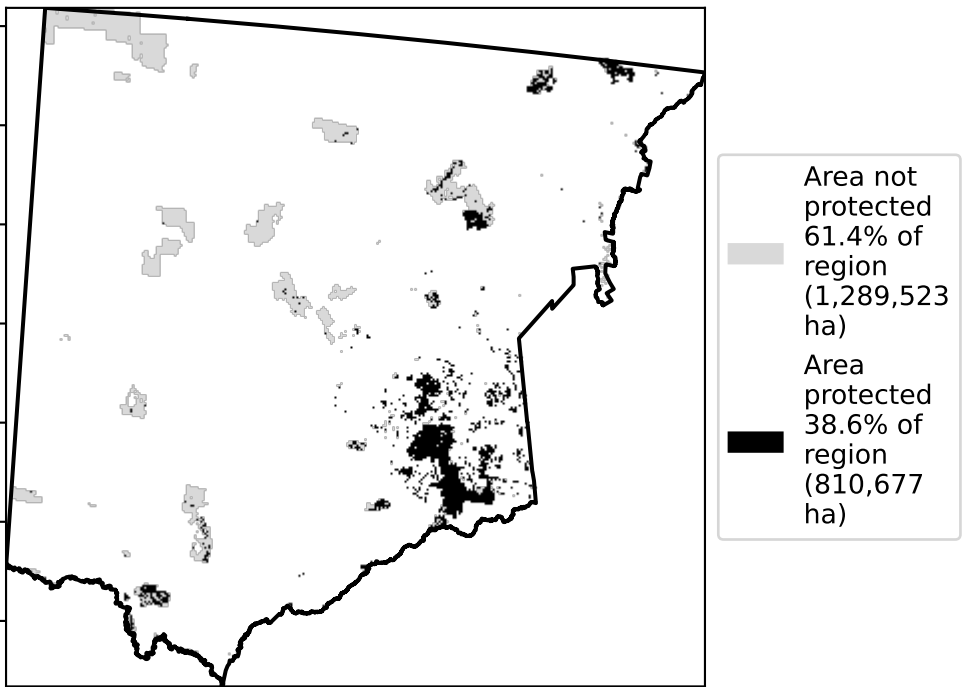 Area not
protected
61.4% of
region
(1,289,523
ha)
Area
protected
38.6% of
region
(810,677
ha)